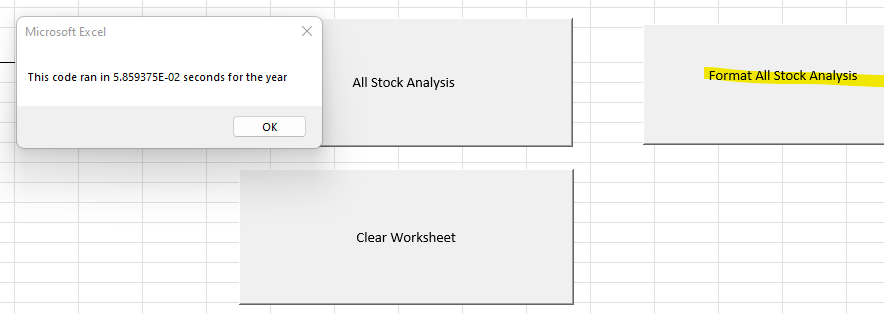 Microsoft Excel
This code ran in 5.859375E-02 seconds for the year
OK
All Stock Analysis
Format All Stock Analysis
Clear Worksheet